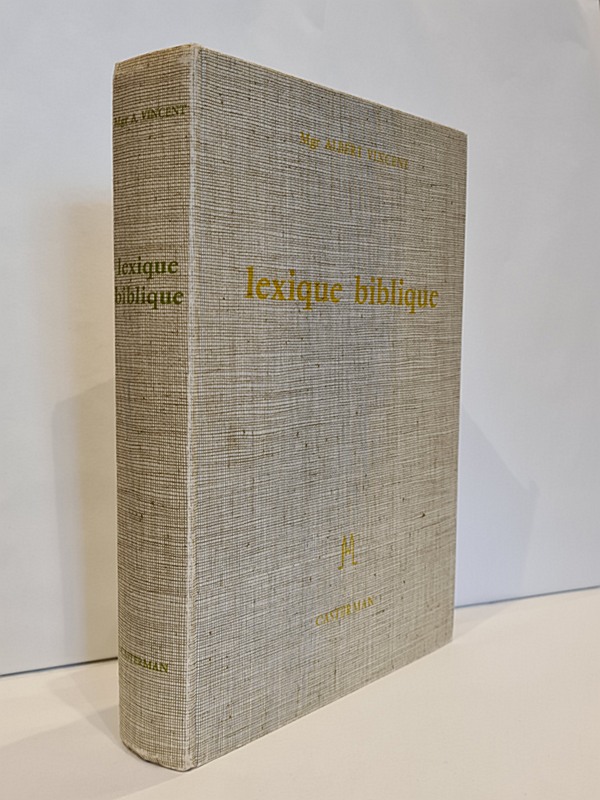 Mgr A. VINCENT
lexique
biblique
CASTERMAN
Mgr ALBERT VINCENT
lexique biblique
CASTERMAN